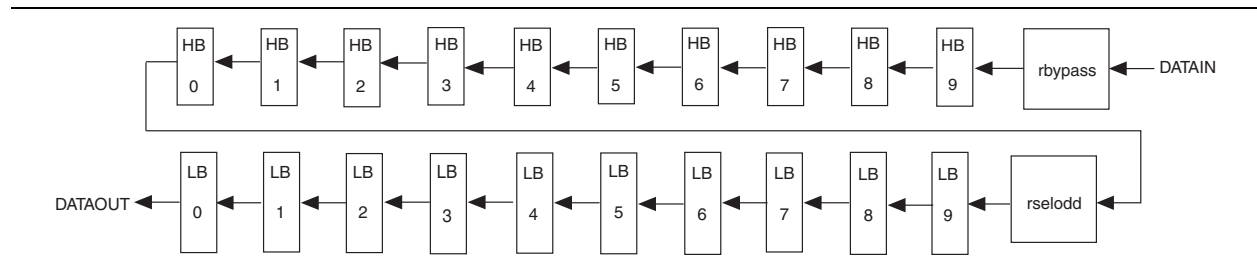 HB HB HB HB HB HB HB HB HB HB
0 1 2 3 4 5 6 7 8 9 rbypass DATAIN
LB LB LB LB LB LB LB LB LB LB
DATAOUT 0 1 2 3 4 5 6 7 8 9 rselodd